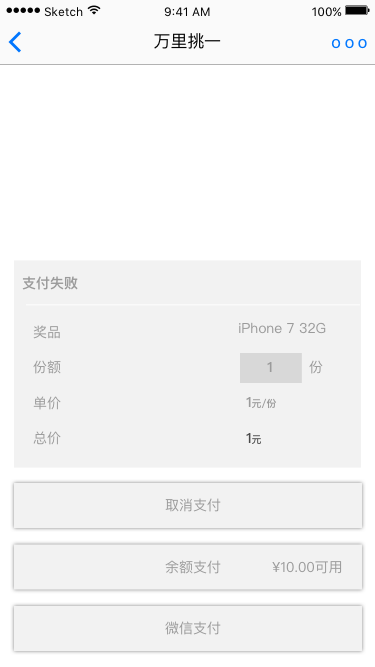 Sketch 9:41 AM 100%
万里挑一
支付失败
奖品 iPhone 7 32G
份额 1 份
单价 1元/份
总价 1元
取消支付
余额支付 ¥10.00可用
微信支付